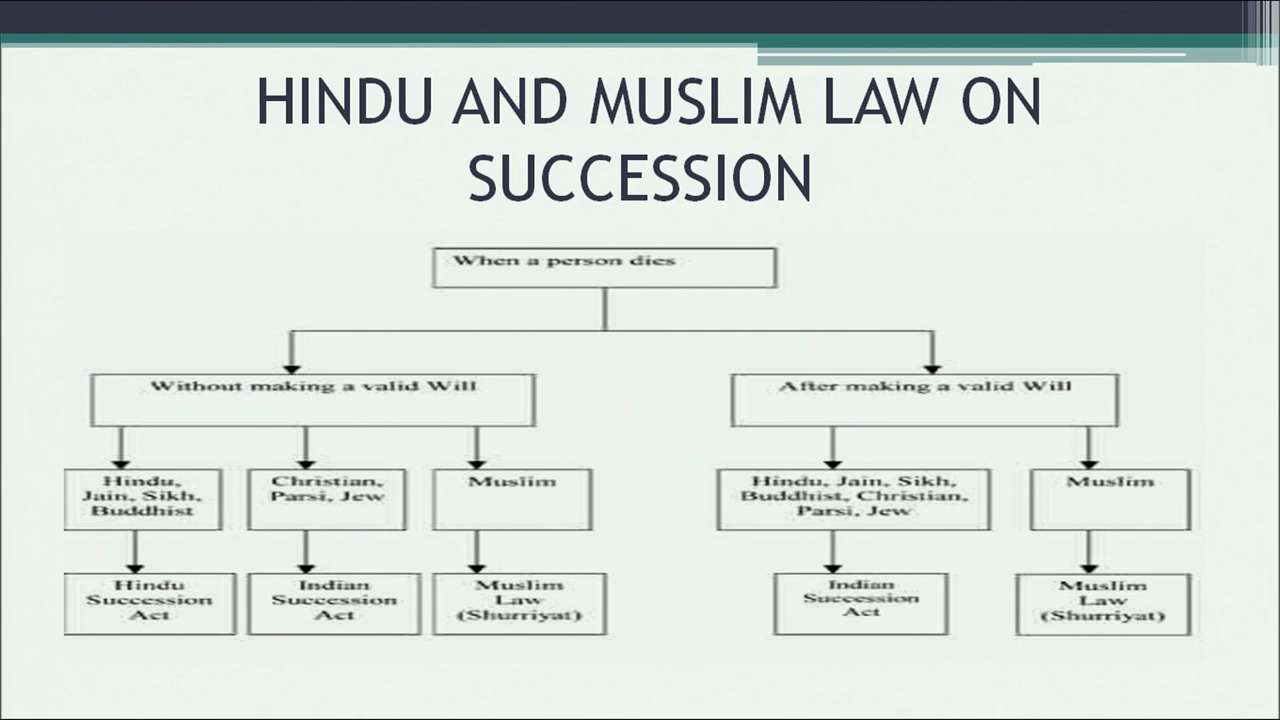 HINDU AND MUSLIM LAW ON
SUCCESSION
When a person dies
Without making a valid Will
After making a valid Will
Hindu,
Jain, Sikh,
Buddhist
Christian,
Parsi, Jew
Muslim
Hindu, Jain, Sikh,
Buddhist, Christian,
Parsi, Jew
Muslim
Hindu
Succession
Act
Indian
Succession
Act
Muslim
Law
(Shurriyat)
Indian
Succession
Act
Muslim
Law
(Shurriyat)